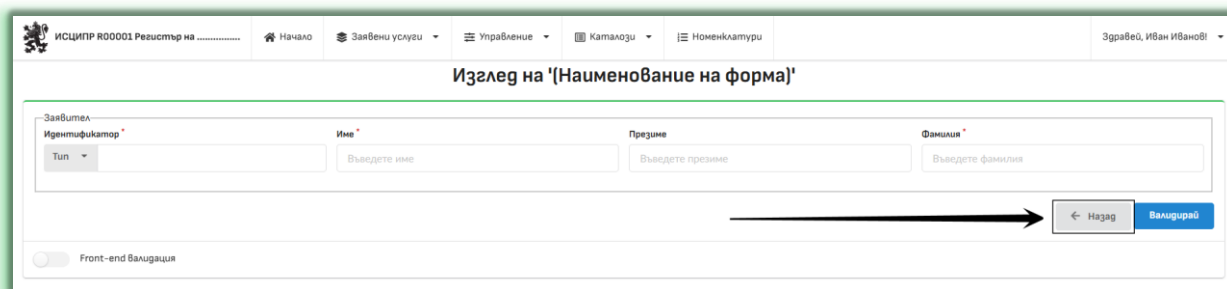 ИСЦИПР R00001 Регистър на ................ Начало Заявени услуги Управление Каталози Номенклатури Здравей, Иван Иванов!
Изглед на '(Наименование на форма)'
Заявител
Идентификатор * Име * Презиме Фамилия *
Тип Въведете име Въведете презиме Въведете фамилия
Назад Валидирай
Front-end валидация